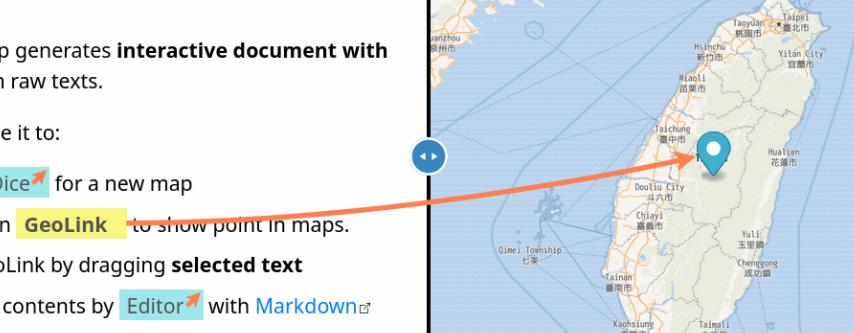 p generates interactive document with
n raw texts.
e it to:
Dice for a new map
n GeoLink to show point in maps.
oLink by dragging selected text
contents by Editor with Markdown
uanzhou
泉州市
Taoyuan
桃園市
Taipei
臺北市
Hsinchu
新竹市
Yilan City
宜蘭市
Miaoli
苗栗市
Taichung
臺中市
Hualien
花蓮市
Douliu City
斗六市
Chiayi
嘉義市
Yuli
玉里鎮
Qimei Township
七美
Chenggong
成功鎮
Tainan
臺南市
Kaohsiung
Taimali